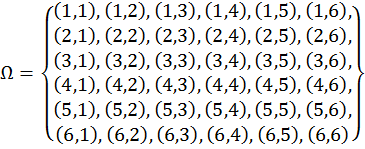 (1,1), (1,2), (1,3), (1,4), (1,5), (1,6),
(2,1), (2,2), (2,3), (2,4), (2,5), (2,6),
(3,1), (3,2), (3,3), (3,4), (3,5), (3,6),
Ω =
(4,1), (4,2), (4,3), (4,4), (4,5), (4,6),
(5,1), (5,2), (5,3), (5,4), (5,5), (5,6),
(6,1), (6,2), (6,3), (6,4), (6,5), (6,6)